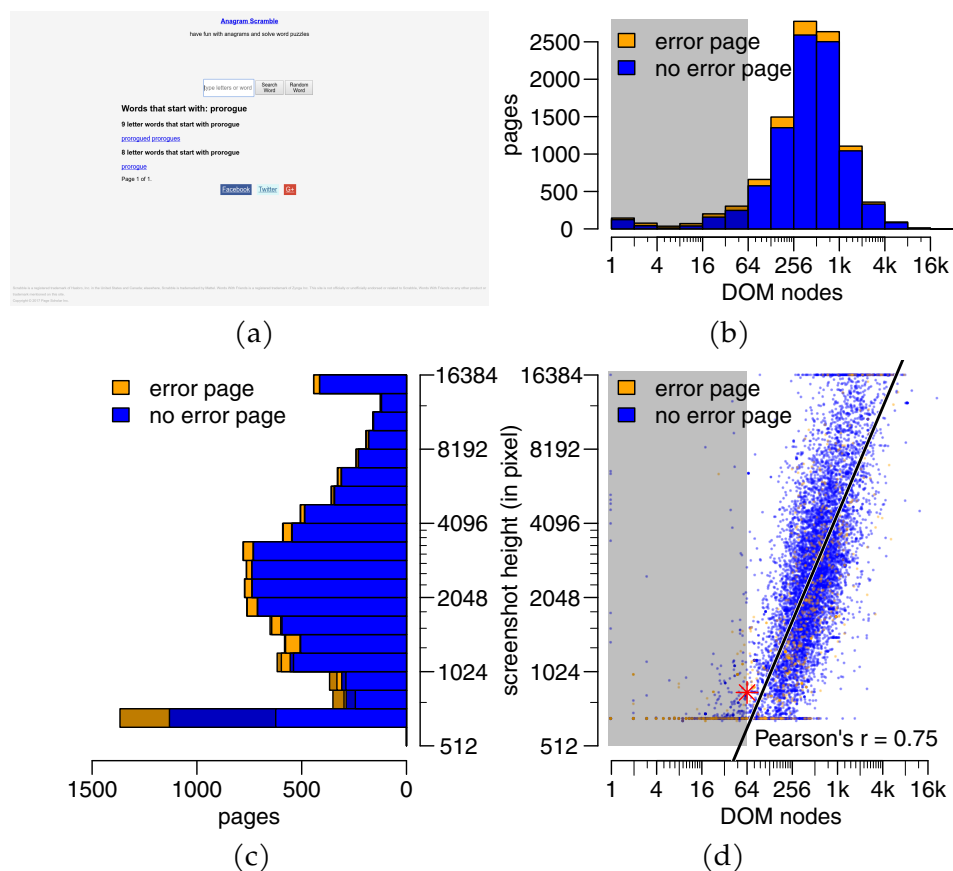 Anagram Scramble
have fun with anagrams and solve word puzzles
type letters or word
Search Word
Random Word
Words that start with: prorogue
9 letter words that start with prorogue
prorogued prorogues
8 letter words that start with prorogue
prorogue
Page 1 of 1.
Facebook Twitter G+
(a)
error page
no error page
pages
2500
2000
1500
1000
500
0
1 4 16 64 256 1k 4k 16k
DOM nodes
(b)
error page
no error page
16384
8192
4096
2048
1024
512
1500 1000 500 0
pages
(c)
screenshot height (in pixel)
16384
8192
4096
2048
1024
512
error page
no error page
Pearson's r = 0.75
1 4 16 64 256 1k 4k 16k
DOM nodes
(d)